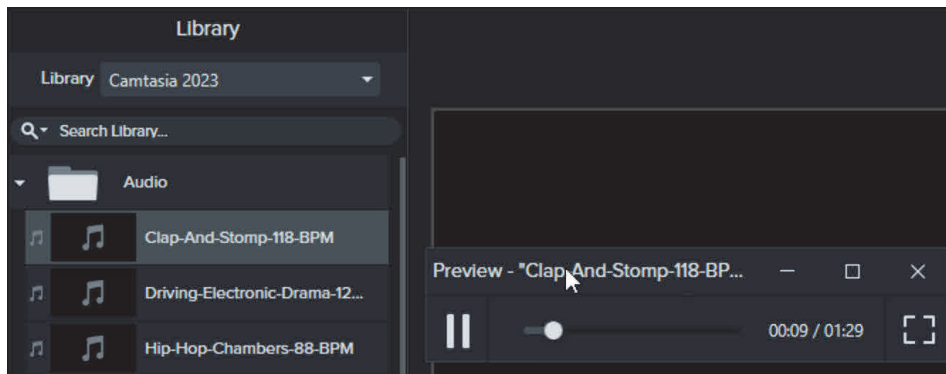 Library
Library Camtasia 2023
Search Library...
Audio
Clap-And-Stomp-118-BPM
Driving-Electronic-Drama-12...
Hip-Hop-Chambers-88-BPM
Preview - "Clap-And-Stomp-118-BP...
00:09 / 01:29